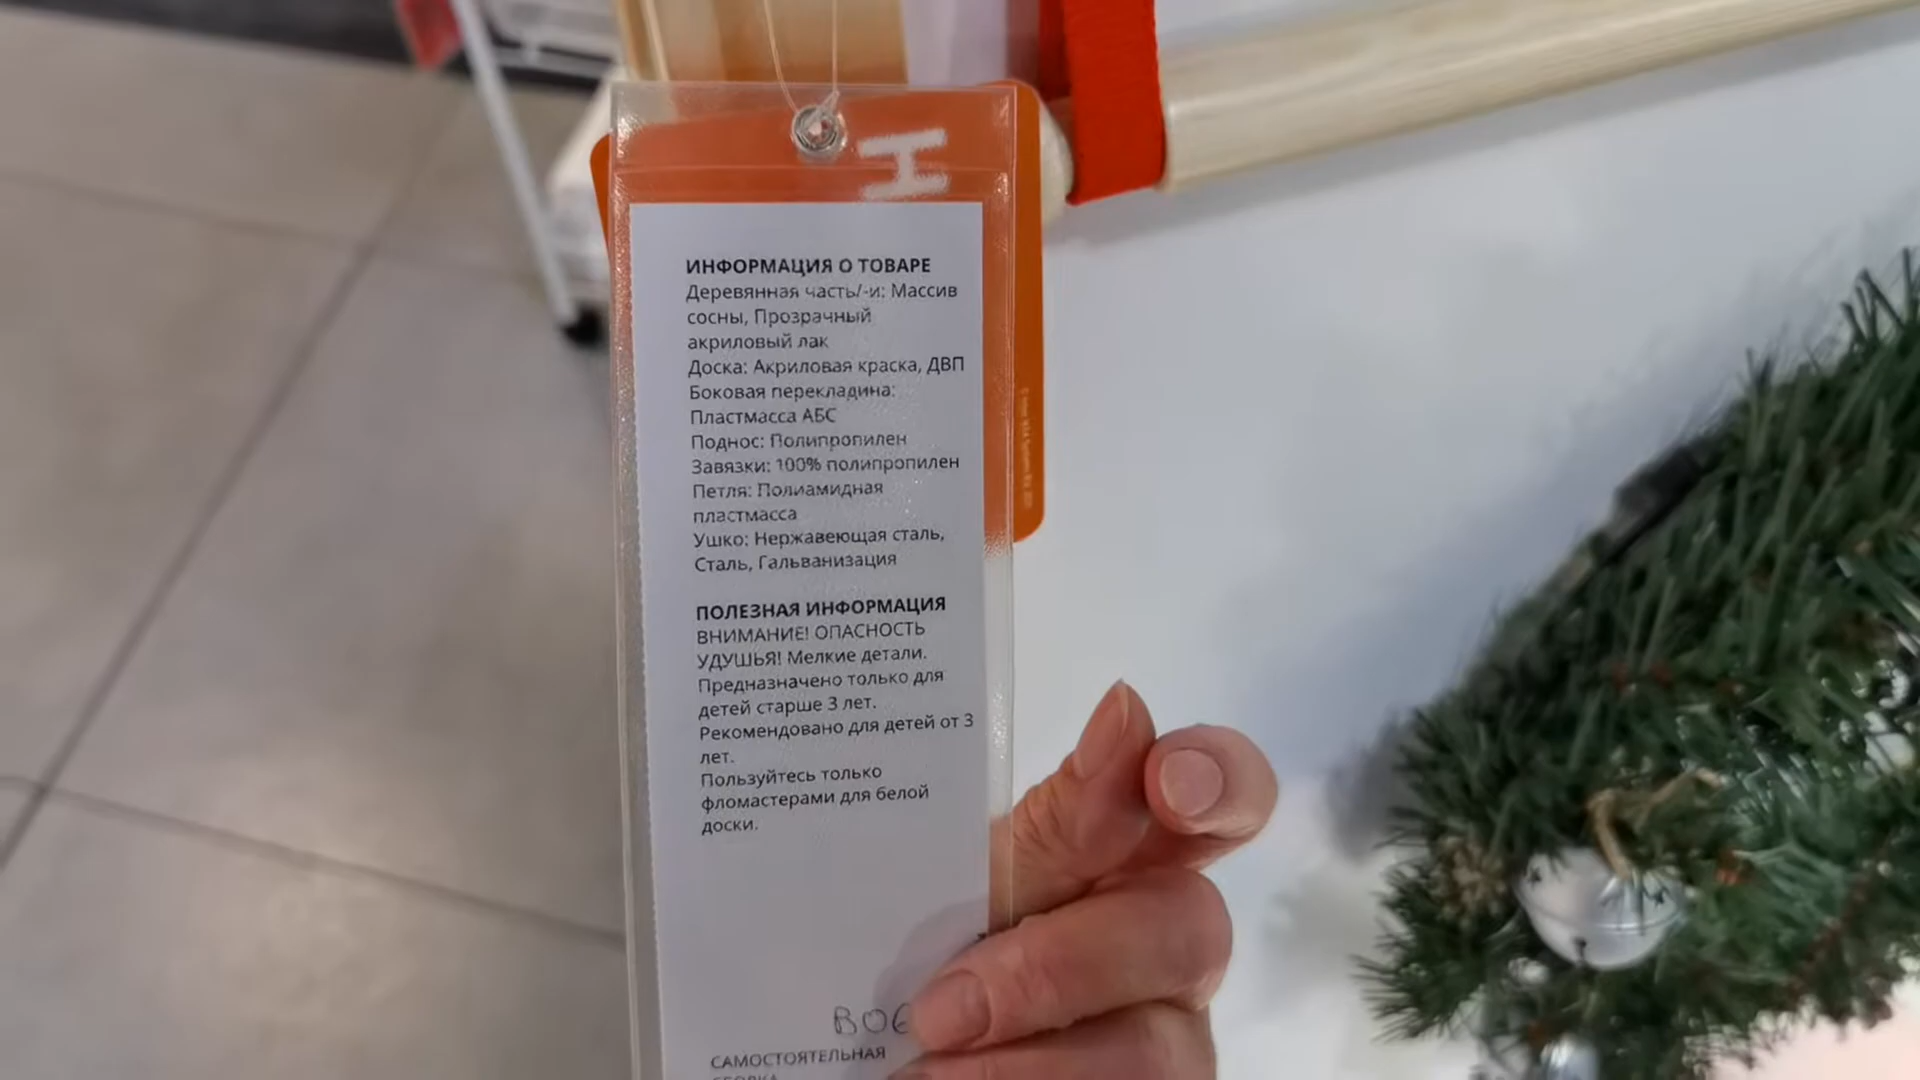 ИНФОРМАЦИЯ О ТОВАРЕ
Деревянная часть/-и: Массив
сосны, Прозрачный
акриловый лак
Доска: Акриловая краска, ДВП
Боковая перекладина:
Пластмасса АБС
Поднос: Полипропилен
Завязки: 100% полипропилен
Петля: Полиамидная
пластмасса
Ушко: Нержавеющая сталь,
Сталь, Гальванизация
ПОЛЕЗНАЯ ИНФОРМАЦИЯ
ВНИМАНИЕ! ОПАСНОСТЬ
УДУШЬЯ! Мелкие детали.
Предназначено только для
детей старше 3 лет.
Рекомендовано для детей от 3
лет.
Пользуйтесь только
фломастерами для белой
доски.
САМОСТОЯТЕЛЬНАЯ